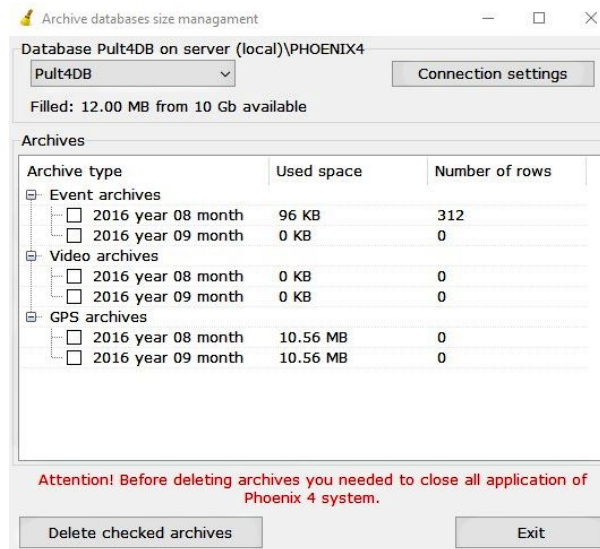 Archive databases size managament
Database Pult4DB on server (local)\PHOENIX4
Pult4DB
Connection settings
Filled: 12.00 MB from 10 Gb available
Archives
Archive type Used space Number of rows
Event archives
2016 year 08 month 96 KB 312
2016 year 09 month 0 KB 0
Video archives
2016 year 08 month 0 KB 0
2016 year 09 month 0 KB 0
GPS archives
2016 year 08 month 10.56 MB 0
2016 year 09 month 10.56 MB 0
Attention! Before deleting archives you needed to close all application of
Phoenix 4 system.
Delete checked archives
Exit